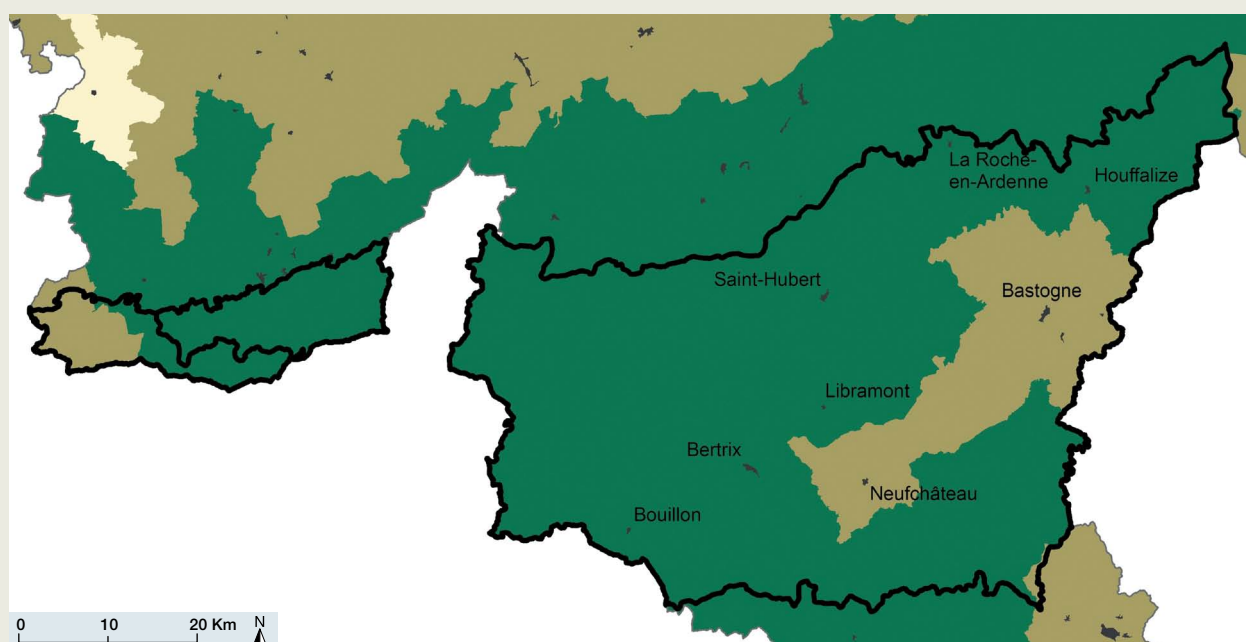 La Roche-
en-Ardenne
Houffalize
Saint-Hubert
Bastogne
Libramont
Bertrix
Neufchâteau
Bouillon
0 10 20 Km N